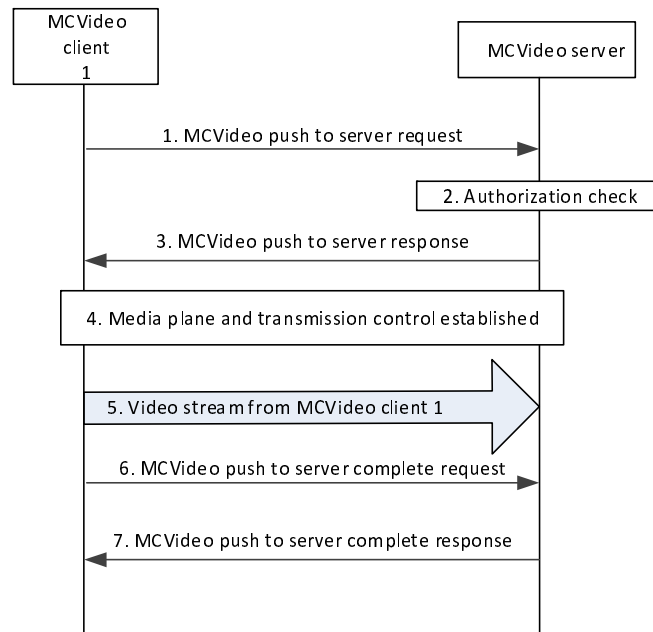 MCVideo
client
1
MCVideo server
1. MCVideo push to server request
2. Authorization check
3. MCVideo push to server response
4. Media plane and transmission control established
5. Video stream from MCVideo client 1
6. MCVideo push to server complete request
7. MCVideo push to server complete response